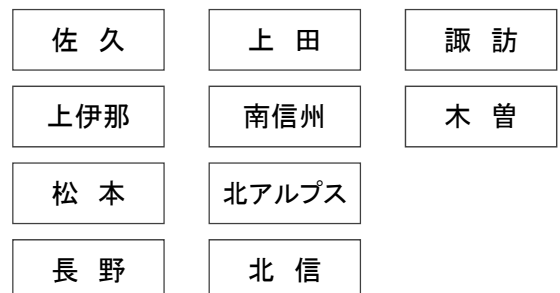 佐 久
上 田
諏 訪
上伊那
南信州
木 曽
松 本
北アルプス
長 野
北 信